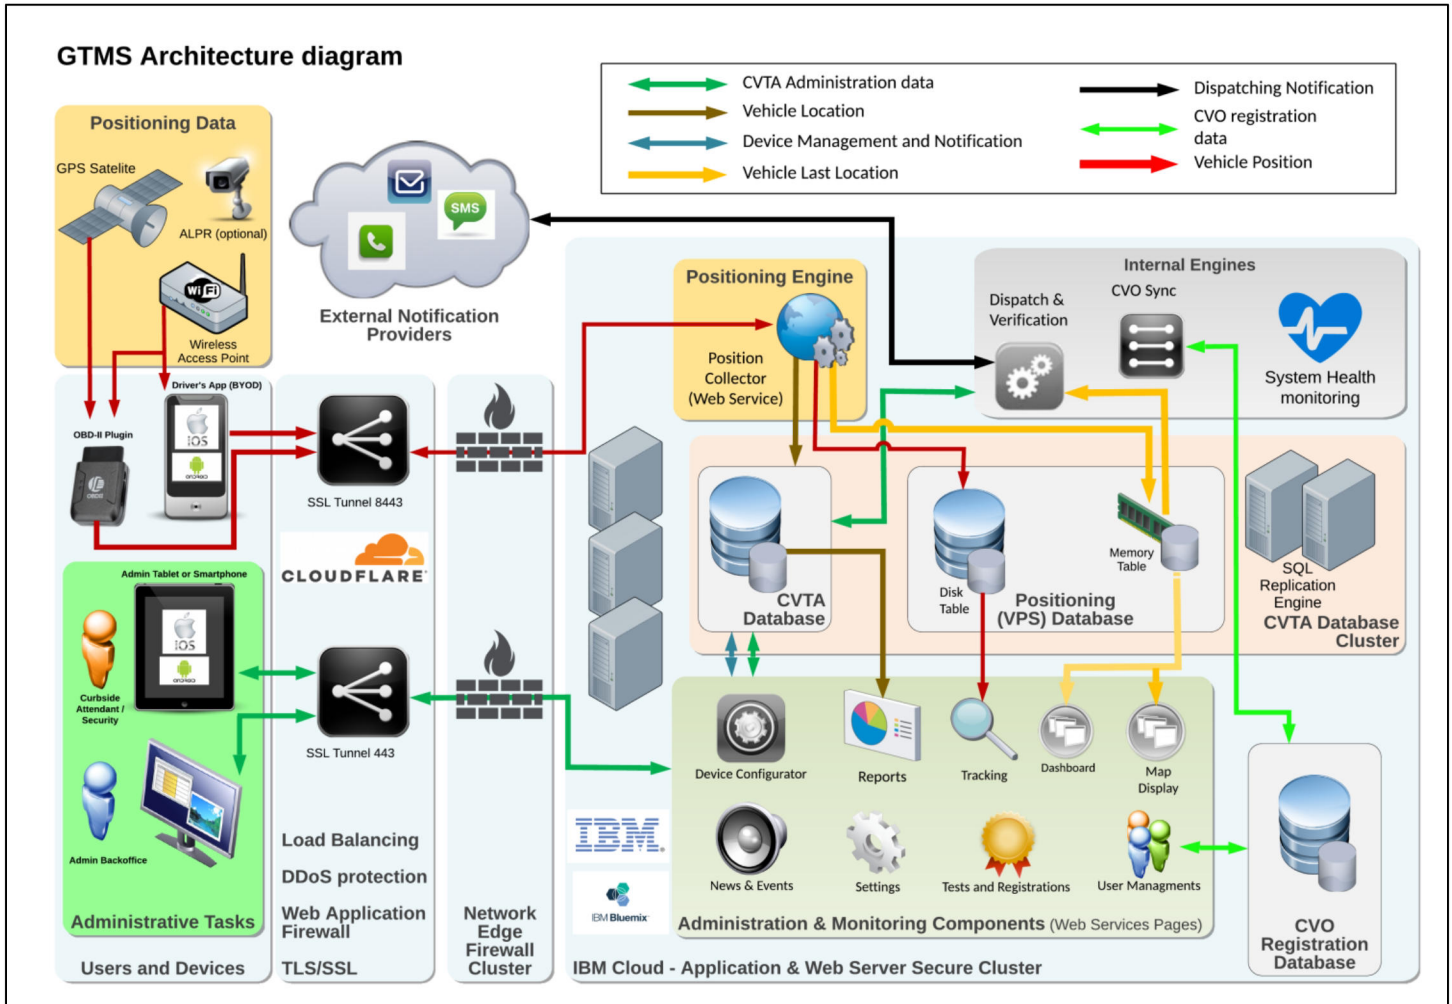 GTMS Architecture diagram
CVTA Administration data
Vehicle Location
Device Management and Notification
Vehicle Last Location
Dispatching Notification
CVO registration
data
Vehicle Position
Positioning Data
GPS Satelite
ALPR (optional)
WiFi
Wireless
Access Point
SMS
External Notification
Providers
Positioning Engine
Position
Collector
(Web Service)
Internal Engines
Dispatch &
Verification
CVO Sync
System Health
monitoring
Driver's App (BYOD)
iOS
ANDROID
OBD-II Plugin
SSL Tunnel 8443
CLOUDFLARE
CVTA
Database
Disk
Table
Positioning
(VPS) Database
Memory
Table
SQL
Replication
Engine
CVTA Database
Cluster
Admin Tablet or Smartphone
iOS
ANDROID
Curbside
Attendant /
Security
SSL Tunnel 443
Admin Backoffice
Administrative Tasks
Users and Devices
Load Balancing
DDoS protection
Web Application
Firewall
TLS/SSL
Network
Edge
Firewall
Cluster
IBM
IBM Bluemix
Device Configurator
Reports
Tracking
Dashboard
Map
Display
News & Events
Settings
Tests and Registrations
User Managments
Administration & Monitoring Components (Web Services Pages)
IBM Cloud - Application & Web Server Secure Cluster
CVO
Registration
Database